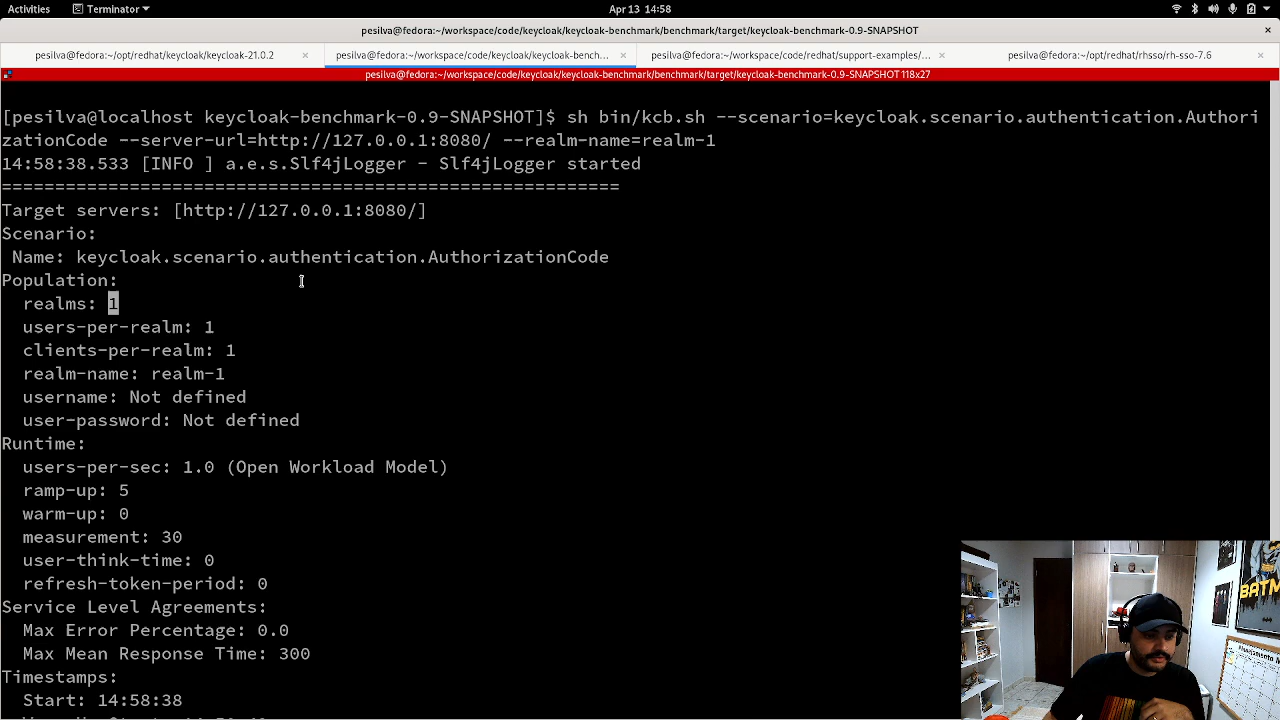 Activities
Terminator
Apr 13 14:58
pesilva@fedora:~/workspace/code/keycloak/keycloak-benchmark/benchmark/target/keycloak-benchmark-0.9-SNAPSHOT
pesilva@fedora:~/opt/redhat/keycloak/keycloak-21.0.2
pesilva@fedora:~/workspace/code/keycloak/keycloak-bench...
pesilva@fedora:~/workspace/code/redhat/support-examples/...
pesilva@fedora:~/opt/redhat/rhsso/rh-sso-7.6
pesilva@fedora:~/workspace/code/keycloak/keycloak-benchmark/benchmark/target/keycloak-benchmark-0.9-SNAPSHOT 118x27
[pesilva@localhost keycloak-benchmark-0.9-SNAPSHOT]$ sh bin/kcb.sh --scenario=keycloak.scenario.authentication.Authori
zationCode --server-url=http://127.0.0.1:8080/ --realm-name=realm-1
14:58:38.533 [INFO ] a.e.s.Slf4jLogger - Slf4jLogger started
==========================================================
Target servers: [http://127.0.0.1:8080/]
Scenario:
Name: keycloak.scenario.authentication.AuthorizationCode
Population:
realms: 1
users-per-realm: 1
clients-per-realm: 1
realm-name: realm-1
username: Not defined
user-password: Not defined
Runtime:
users-per-sec: 1.0 (Open Workload Model)
ramp-up: 5
warm-up: 0
measurement: 30
user-think-time: 0
refresh-token-period: 0
Service Level Agreements:
Max Error Percentage: 0.0
Max Mean Response Time: 300
Timestamps:
Start: 14:58:38
BATM